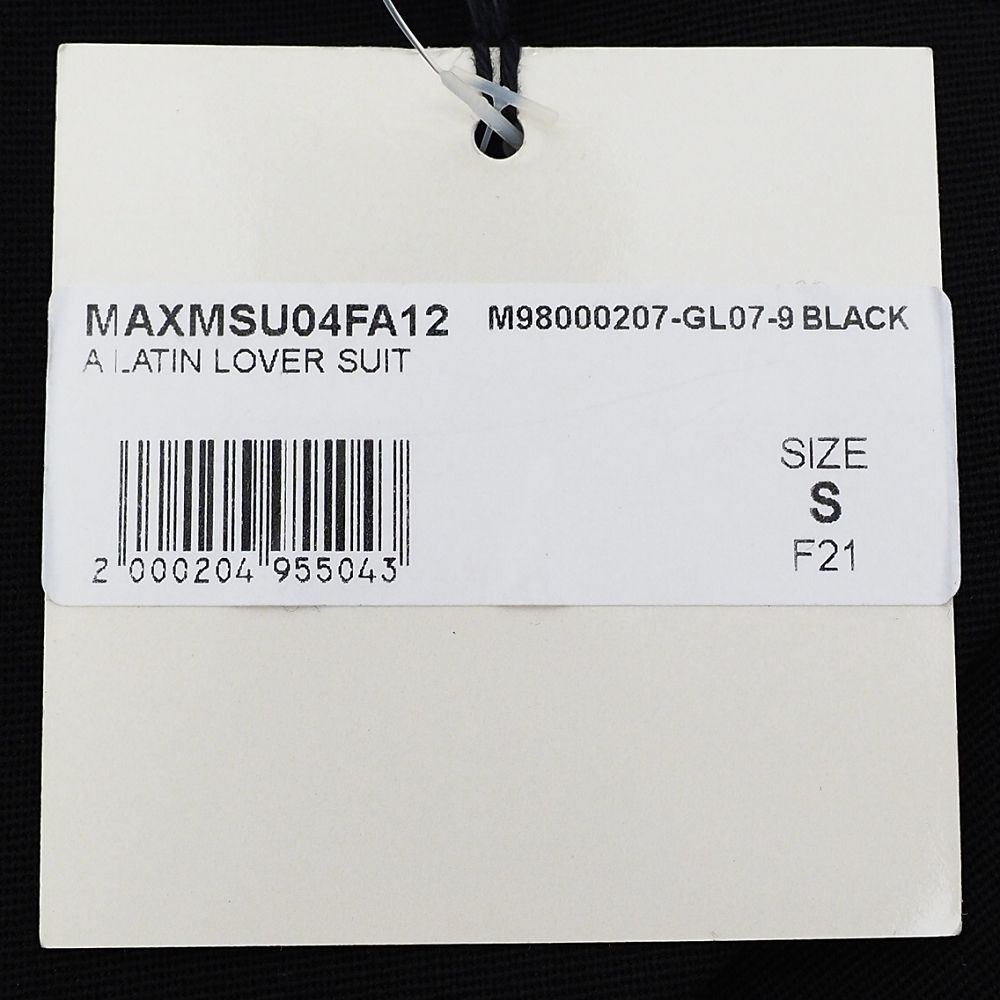 MAXMSU04FA12 M98000207-GL07-9 BLACK
A LATIN LOVER SUIT
SIZE
S
F21
2 000204 955043